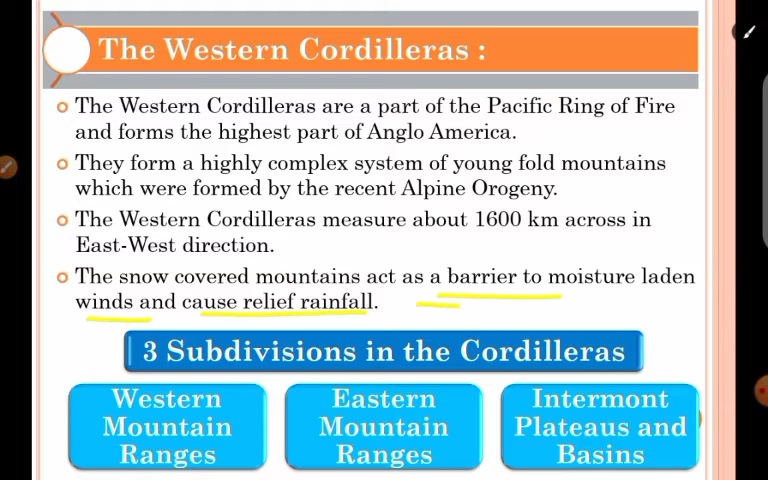 The Western Cordilleras :
The Western Cordilleras are a part of the Pacific Ring of Fire
and forms the highest part of Anglo America.
They form a highly complex system of young fold mountains
which were formed by the recent Alpine Orogeny.
The Western Cordilleras measure about 1600 km across in
East-West direction.
The snow covered mountains act as a barrier to moisture laden
winds and cause relief rainfall.
3 Subdivisions in the Cordilleras
Western
Mountain
Ranges
Eastern
Mountain
Ranges
Intermont
Plateaus and
Basins